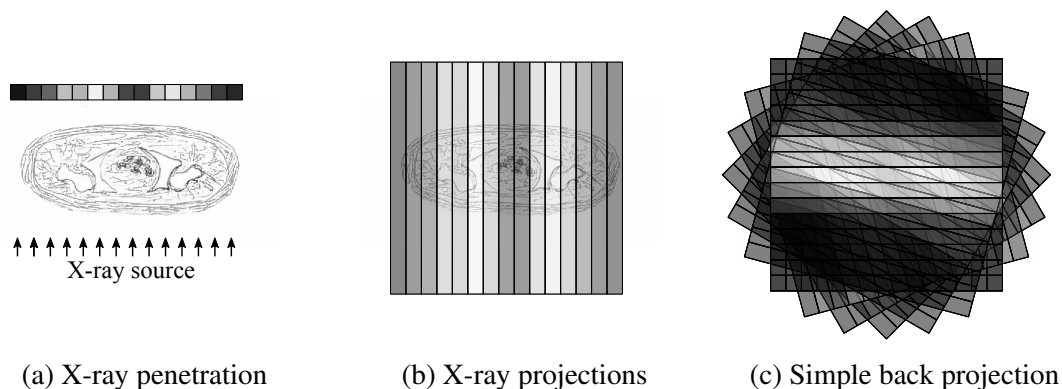 X-ray source
(a) X-ray penetration
(b) X-ray projections
(c) Simple back projection